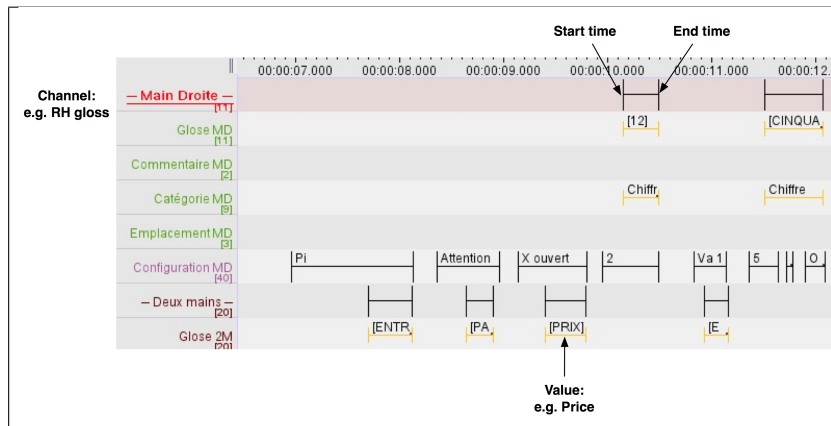 Start time End time
00:00:07.000 00:00:08.000 00:00:09.000 00:00:10.000 00:00:11.000 00:00:12.
Channel:
e.g. RH gloss
— Main Droite —
[11]
Glose MD [12] [CINQUA
[11]
Commentaire MD
[2]
Catégorie MD Chiffr Chiffre
[9]
Emplacement MD
[3]
Configuration MD Pi Attention X ouvert 2 Va 1 5 O
[40]
— Deux mains —
[20]
Glose 2M [ENTR [PA [PRIX] [E
[20]
Value:
e.g. Price